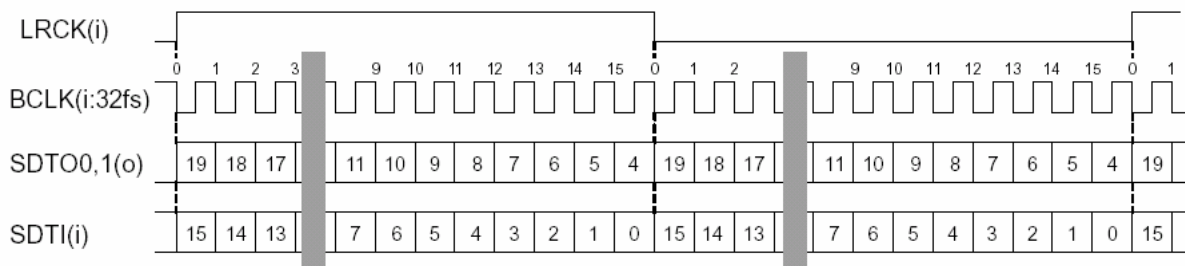 LRCK(i)
0 1 2 3 9 10 11 12 13 14 15 0 1 2 9 10 11 12 13 14 15 0 1
BCLK(i:32fs)
SDTO0,1(o) 19 18 17 11 10 9 8 7 6 5 4 19 18 17 11 10 9 8 7 6 5 4 19
SDTI(i) 15 14 13 7 6 5 4 3 2 1 0 15 14 13 7 6 5 4 3 2 1 0 15